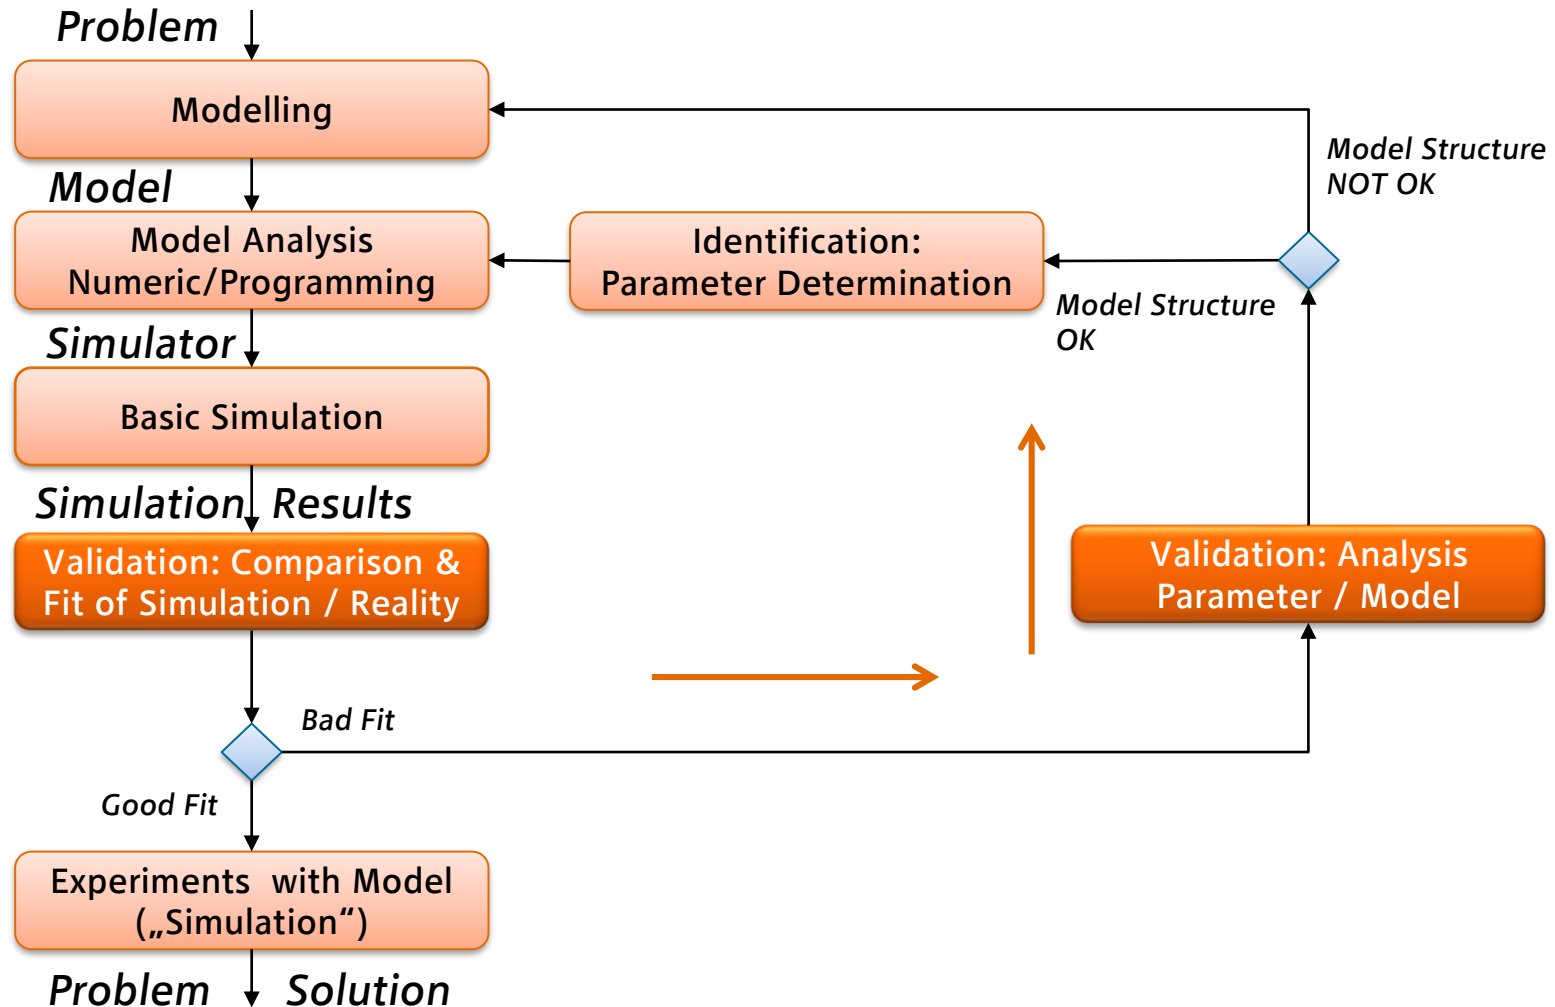 Problem
Modelling
Model Structure
NOT OK
Model
Model Analysis
Numeric/Programming
Identification:
Parameter Determination
Model Structure
OK
Simulator
Basic Simulation
Simulation Results
Validation: Comparison &
Fit of Simulation / Reality
Validation: Analysis
Parameter / Model
Bad Fit
Good Fit
Experiments with Model
(„Simulation“)
Problem Solution